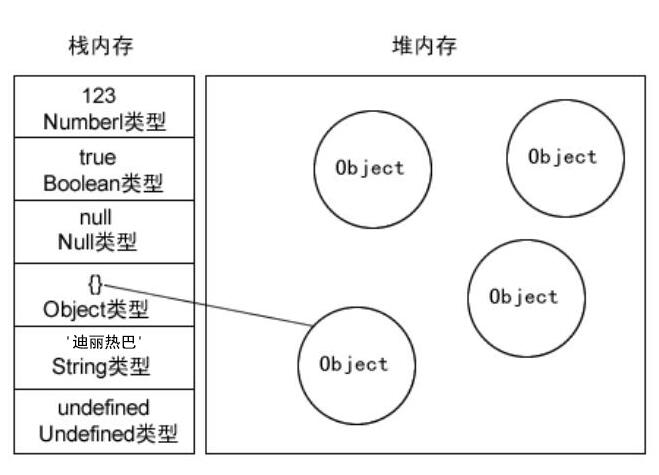 栈内存
堆内存
123
Numberl类型
true
Boolean类型
null
Null类型
{}
Object类型
'迪丽热巴'
String类型
undefined
Undefined类型
Object
Object
Object
Object